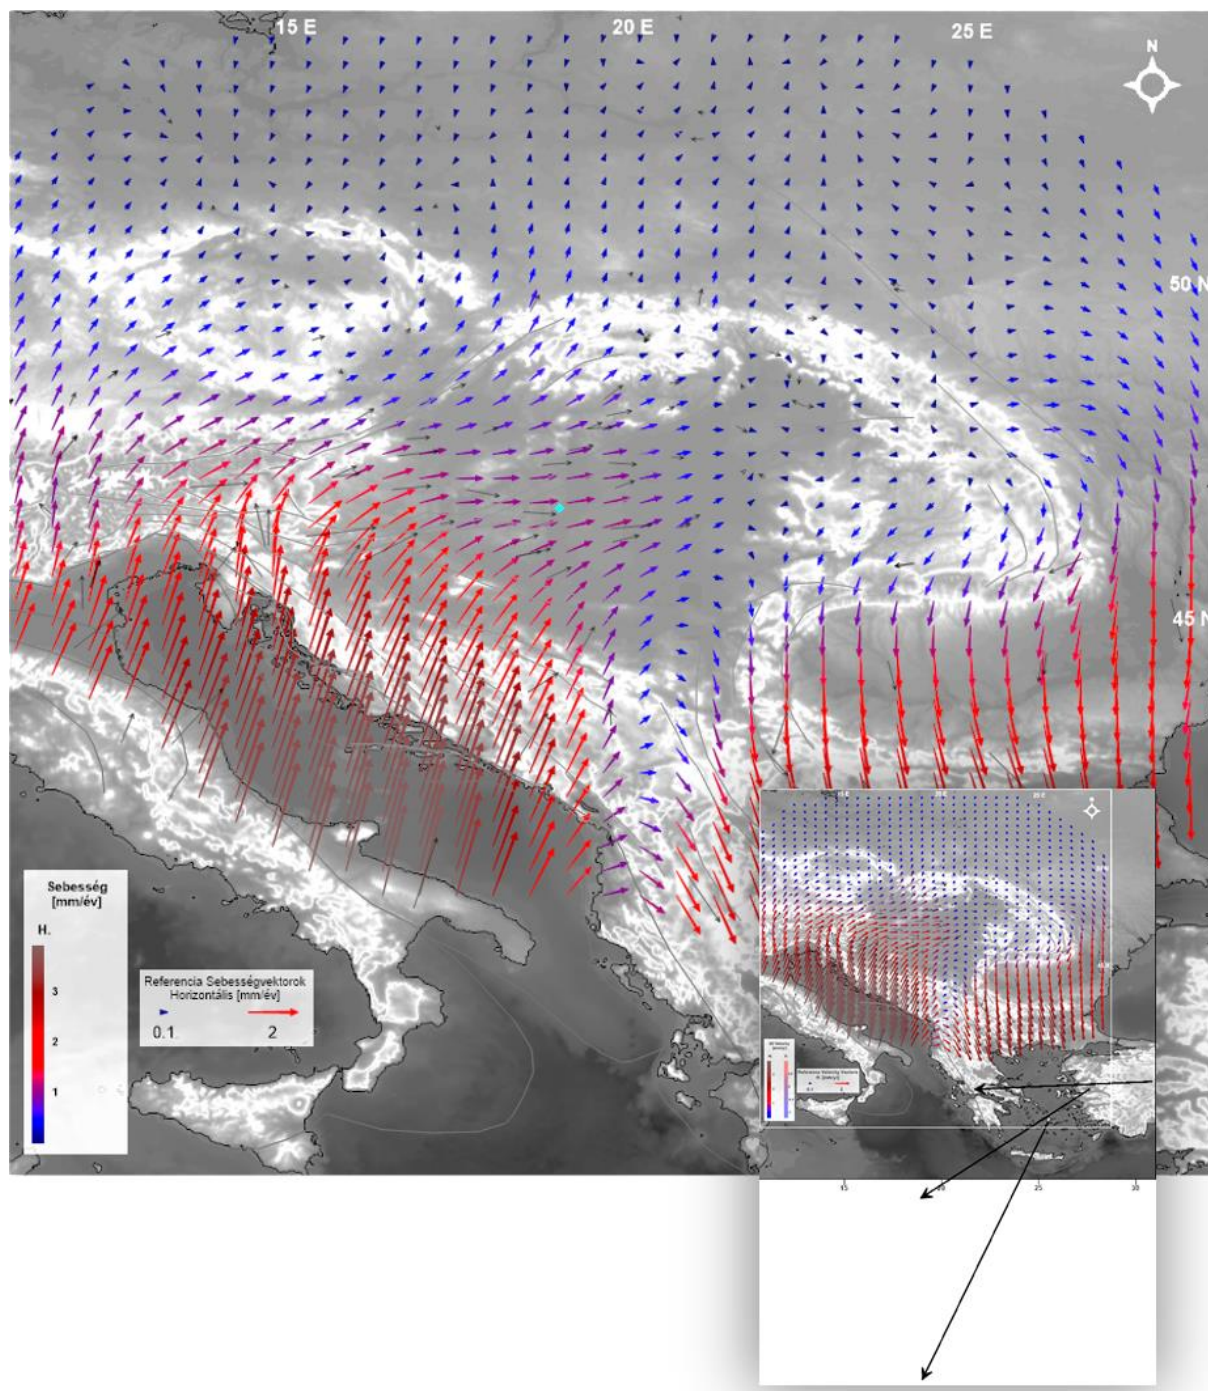 15 E
20 E
25 E
N
50 N
45 N
Sebesség
[mm/év]
H.
3
2
1
Referencia Sebességvektorok
Horizontális [mm/év]
0.1.
2
15
20
25
30